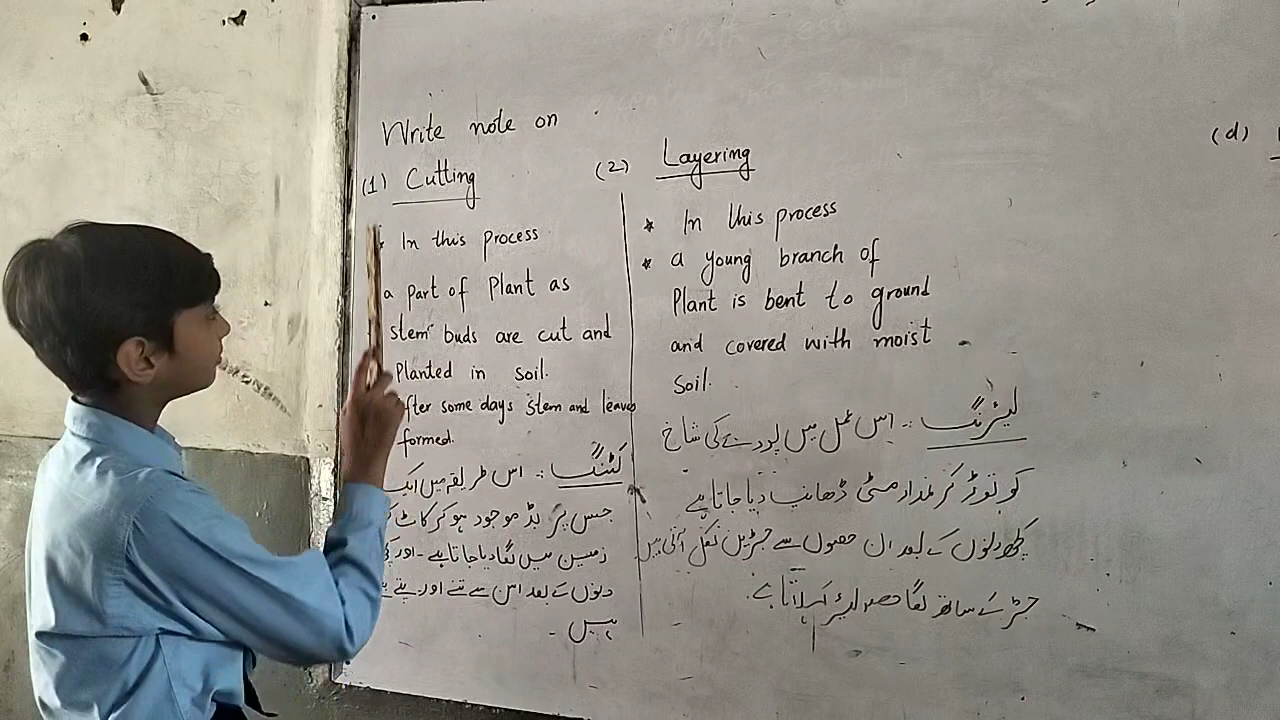 Write note on
(1) Cutting
* In this process
a part of Plant as
stem buds are cut and
Planted in soil.
fter some days Stem and leaves
formed.
کٹنگ :۔ اس طریقہ میں ایک
جس پر بڈ موجود ہو کر کاٹ
زمین میں لگا دیا جاتا ہے ۔ اور
دنوں کے بعد اس سے تنے اور پتے
ہیں ۔
(2) Layering
* In this process
* a young branch of
Plant is bent to ground
and covered with moist
soil.
لیئرنگ :۔ اس عمل میں پودے کی شاخ
کو توڑ کر نمدار مٹی ڈھانپ دیا جاتا ہے
کچھ دنوں کے بعد ان حصوں سے جڑیں نکل آتی ہیں
جڑ کے ساتھ لگا حصہ لیئر کہلاتا ہے.
(d)